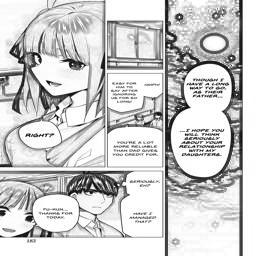 THOUGH I
HAVE A LONG
WAY TO GO,
AS THEIR
FATHER...
...I HOPE YOU
WILL THINK
SERIOUSLY
ABOUT YOUR
RELATIONSHIP
WITH MY
DAUGHTERS.
EASY FOR
HIM TO
SAY AFTER
IGNORING
US FOR SO
LONG!
HMPH!
RIGHT?
YOU'RE A LOT
MORE RELIABLE
THAN DAD GIVES
YOU CREDIT FOR.
SERIOUSLY,
EH?
HAVE I
MANAGED
THAT?
FU-KUN...
THANKS FOR
TODAY.
183